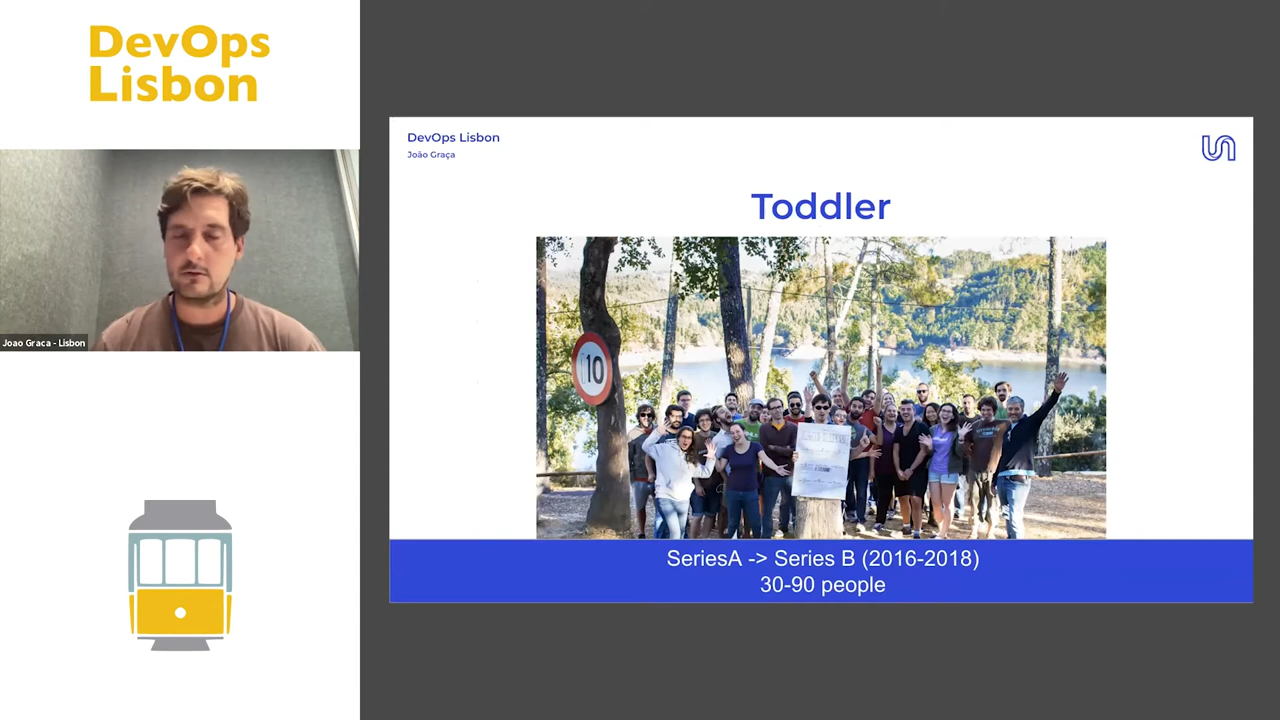 DevOps
Lisbon
Joao Graca - Lisbon
DevOps Lisbon
João Graça
Toddler
10
SeriesA -> Series B (2016-2018)
30-90 people